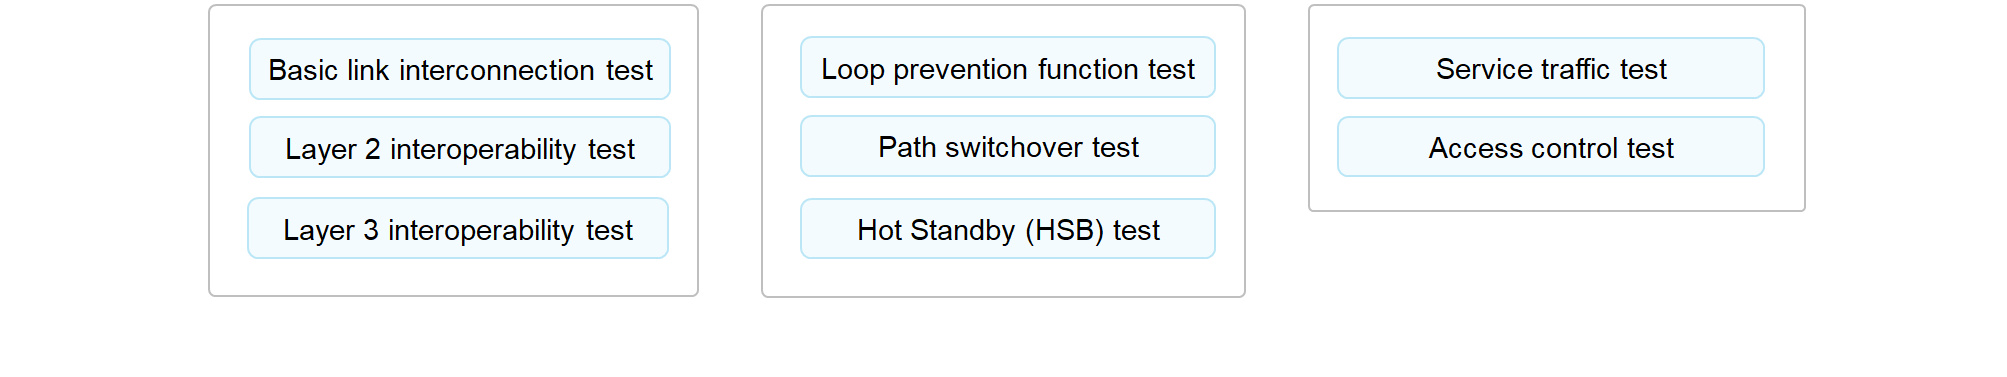 Basic link interconnection test
Layer 2 interoperability test
Layer 3 interoperability test
Loop prevention function test
Path switchover test
Hot Standby (HSB) test
Service traffic test
Access control test